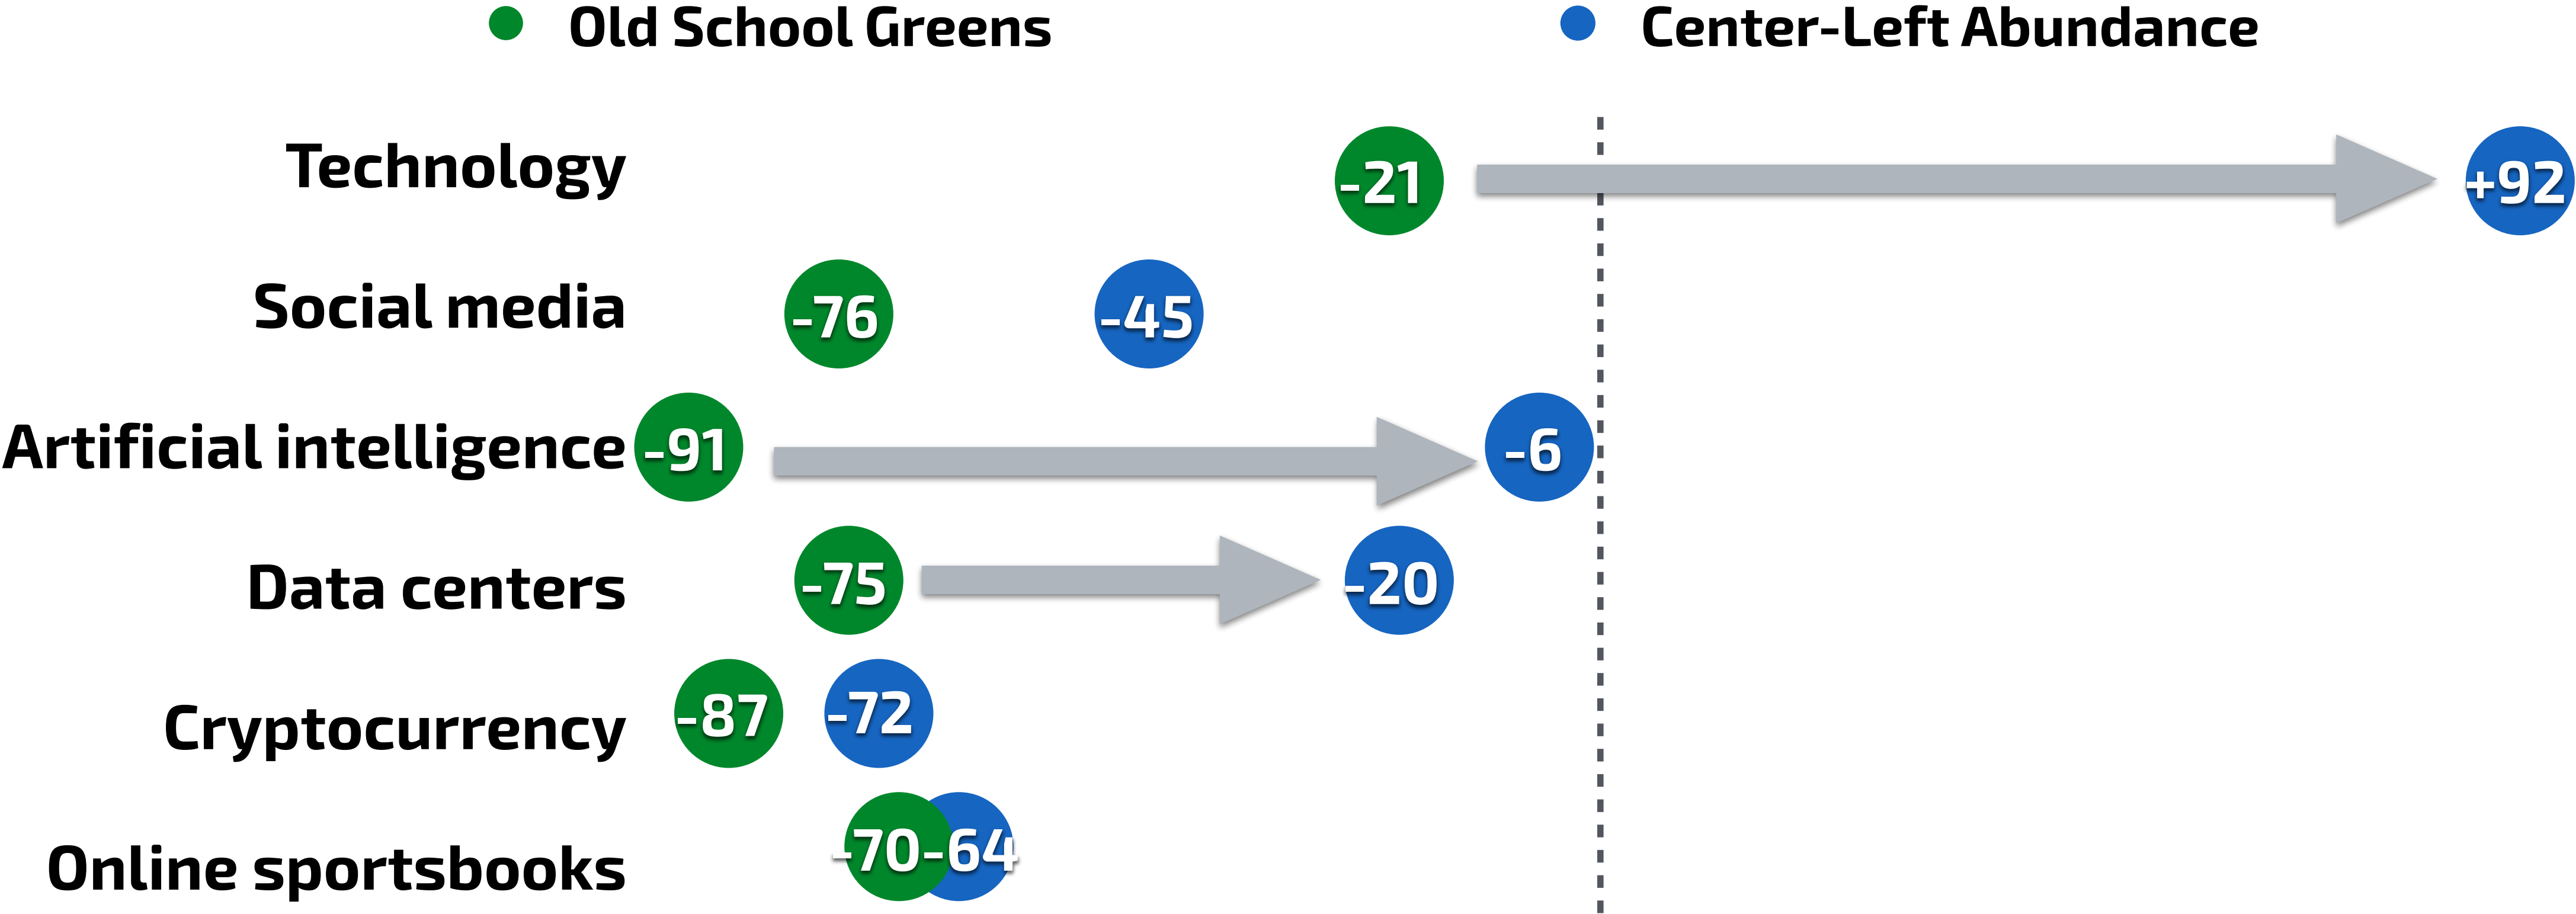 Old School Greens
Center-Left Abundance
Technology -21 +92
Social media -76 -45
Artificial intelligence -91 -6
Data centers -75 -20
Cryptocurrency -87 -72
Online sportsbooks -70 -64